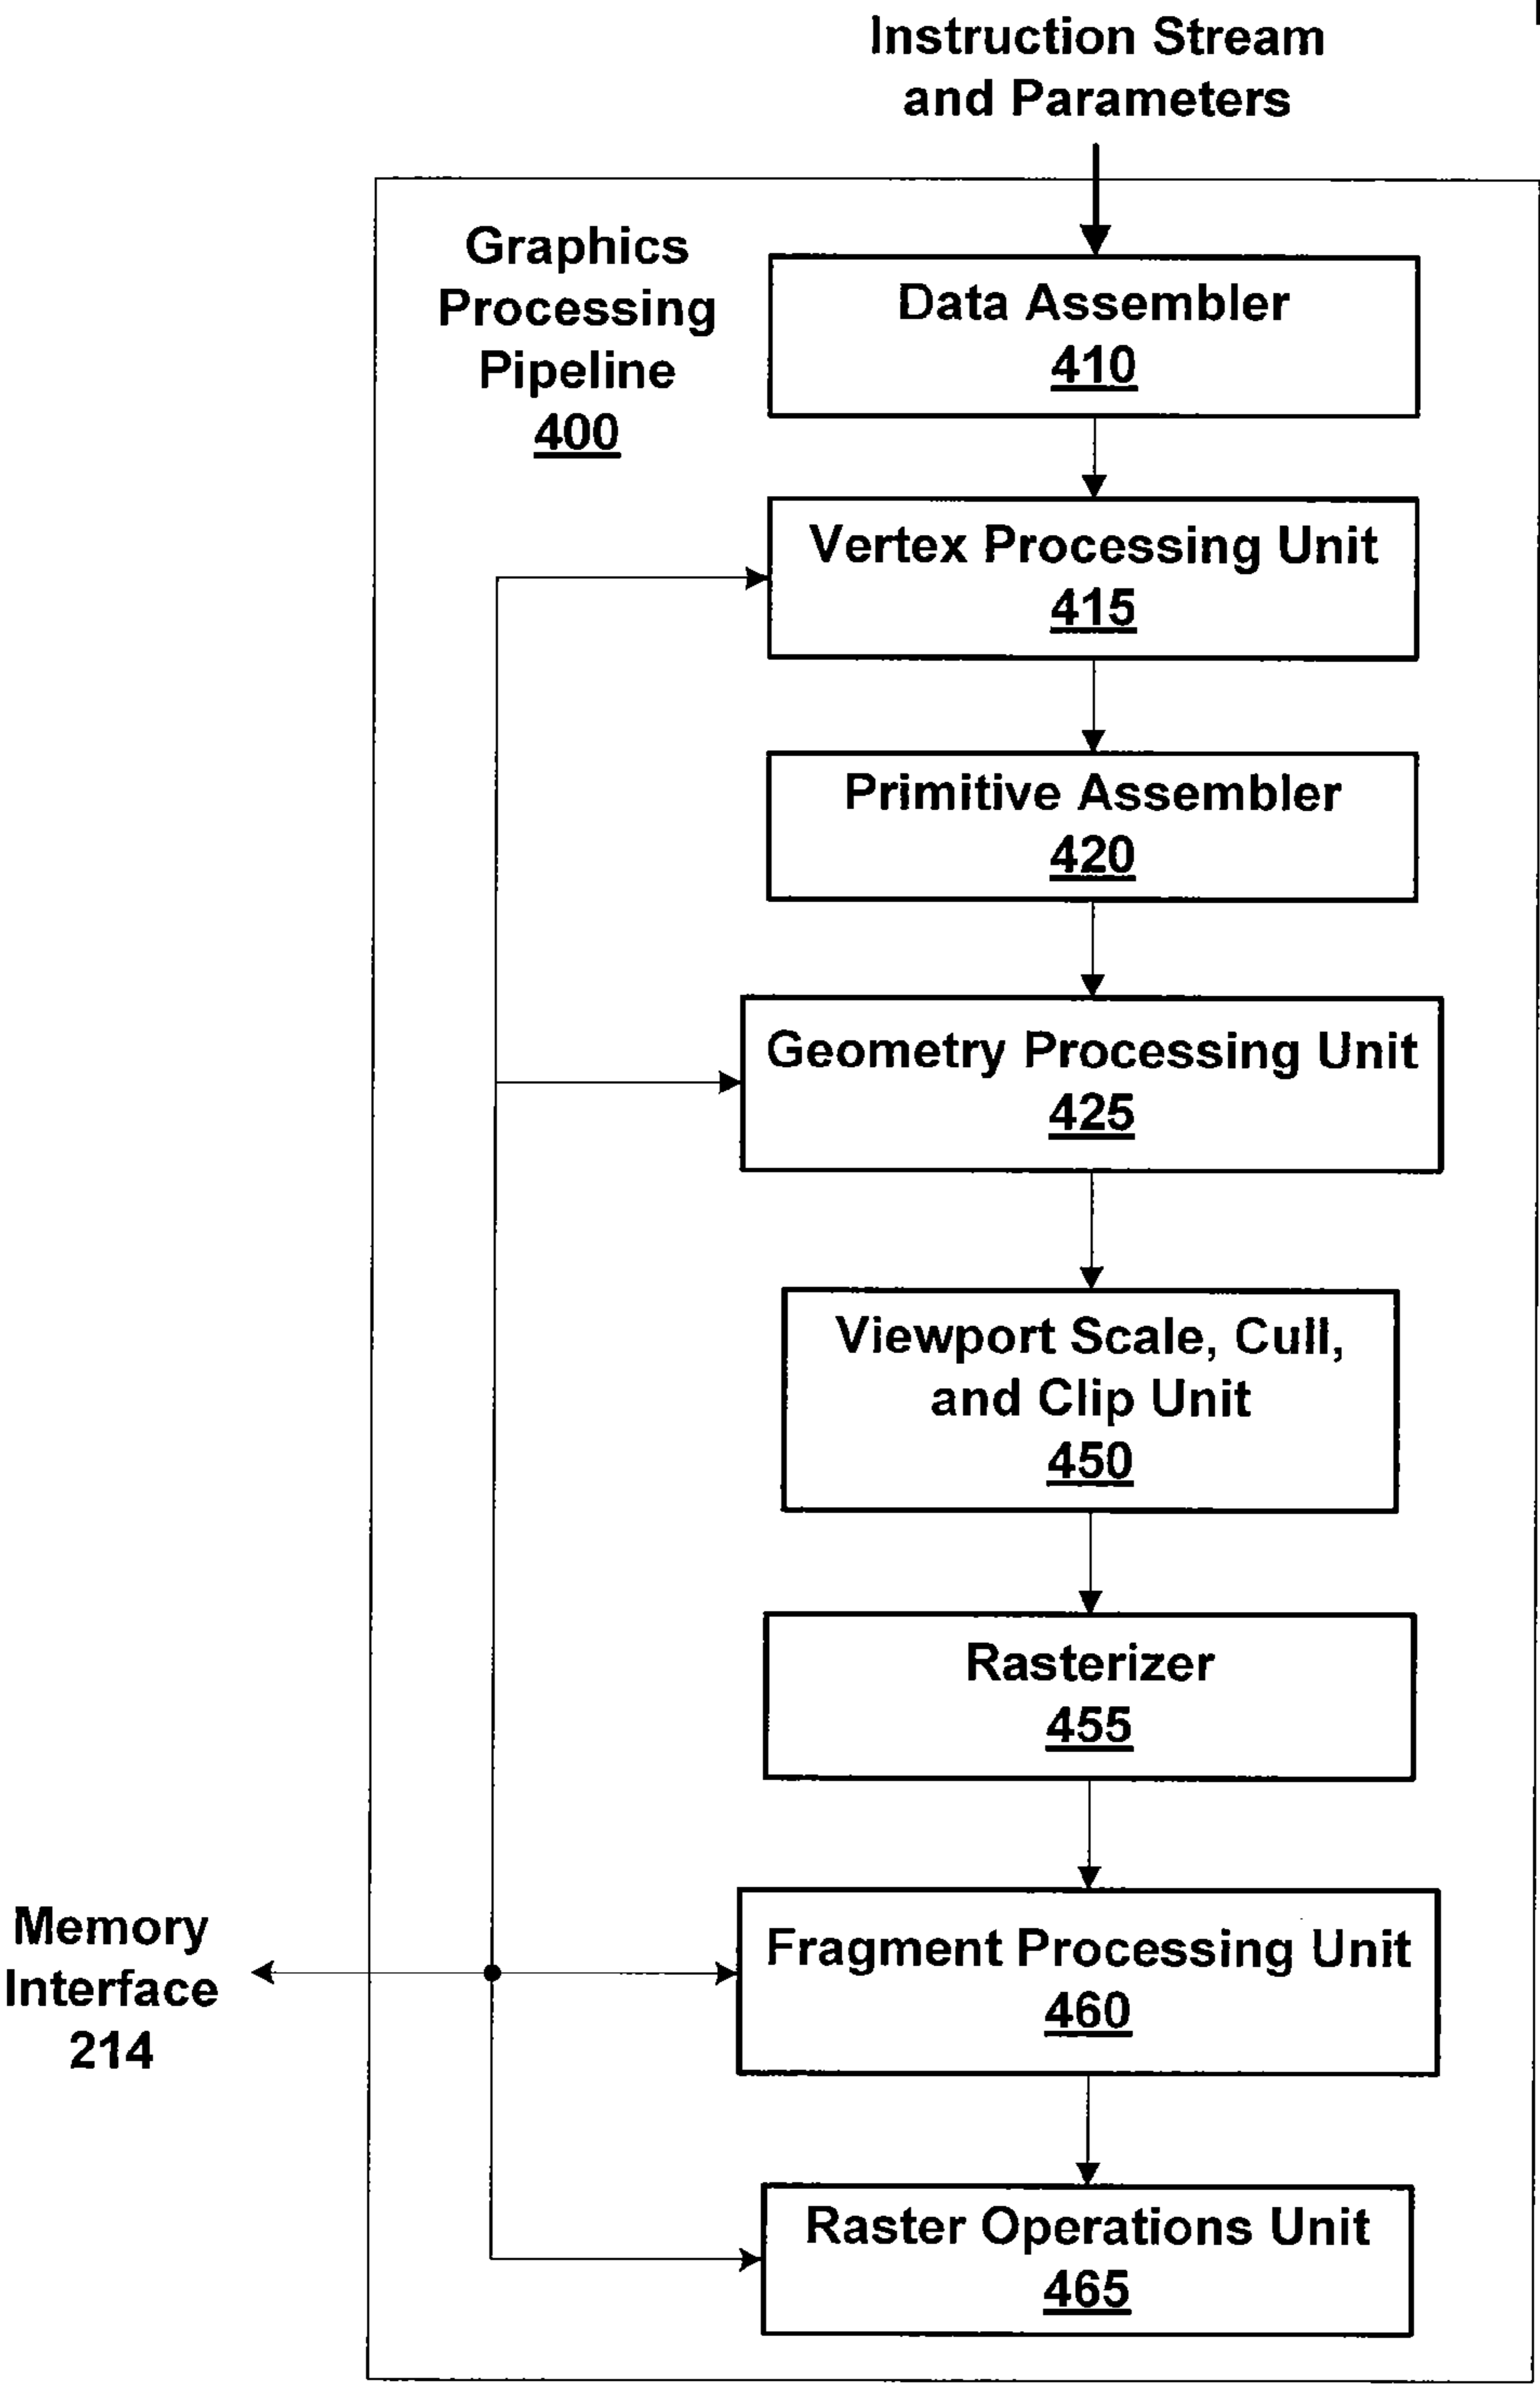 Instruction Stream
and Parameters
Graphics
Processing
Pipeline
400
Data Assembler
410
Vertex Processing Unit
415
Primitive Assembler
420
Geometry Processing Unit
425
Viewport Scale, Cull,
and Clip Unit
450
Rasterizer
455
Memory
Interface
214
Fragment Processing Unit
460
Raster Operations Unit
465